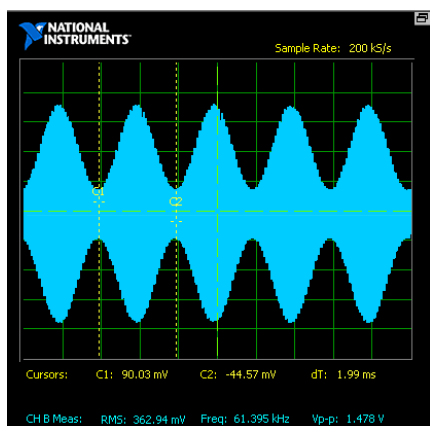 NATIONAL
INSTRUMENTS™
Sample Rate: 200 kS/s
C1
C2
Cursors: C1: 90.03 mV C2: -44.57 mV dT: 1.99 ms
CH B Meas: RMS: 362.94 mV Freq: 61.395 kHz Vp-p: 1.478 V